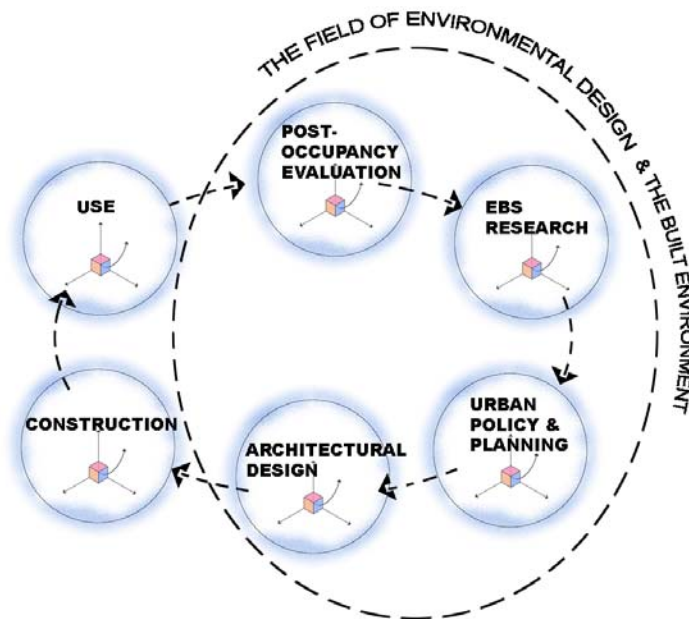 THE FIELD OF ENVIRONMENTAL DESIGN & THE BUILT ENVIRONMENT
POST-
OCCUPANCY
EVALUATION
USE
EBS
RESEARCH
CONSTRUCTION
ARCHITECTURAL
DESIGN
URBAN
POLICY &
PLANNING